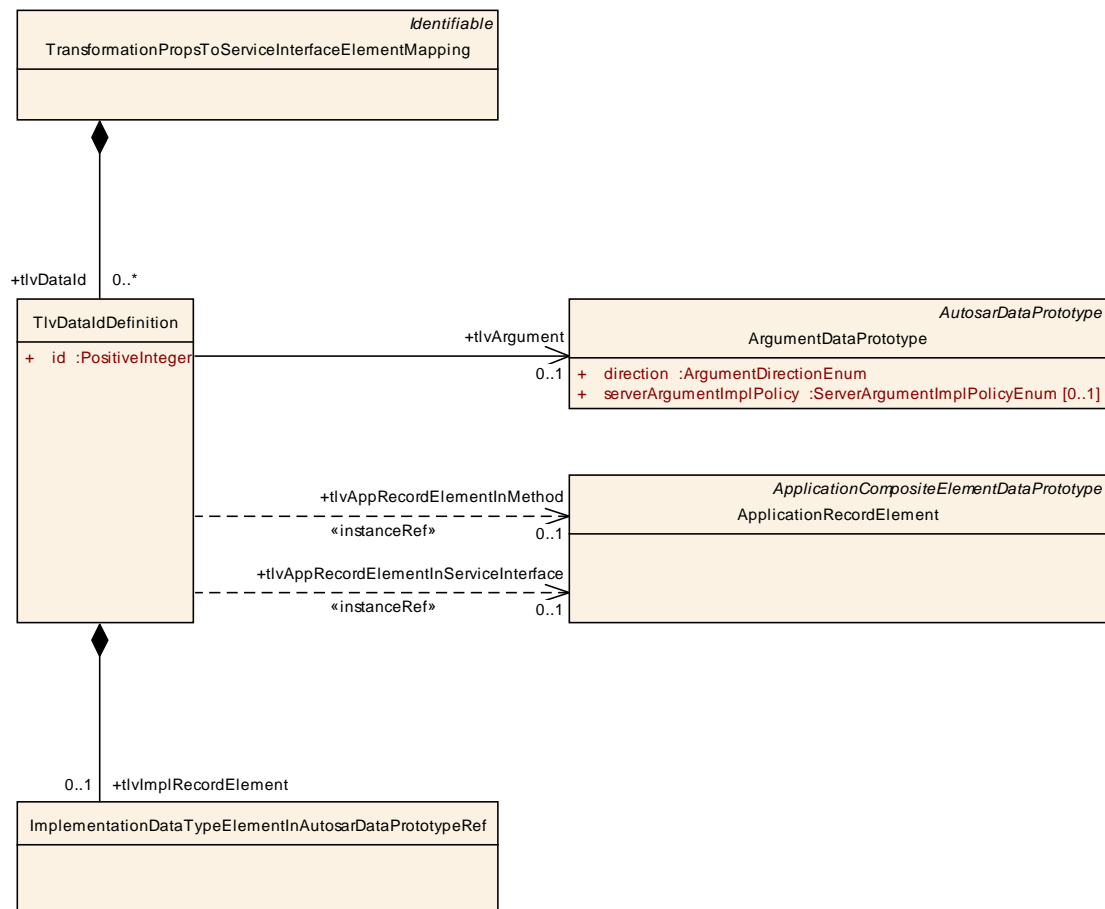 Identifiable
TransformationPropsToServiceInterfaceElementMapping
+tlvDataId 0..*
TlvDataIdDefinition
+ id :PositiveInteger
+tlvArgument
0..1
AutosarDataPrototype
ArgumentDataPrototype
+ direction :ArgumentDirectionEnum
+ serverArgumentImplPolicy :ServerArgumentImplPolicyEnum [0..1]
+tlvAppRecordElementInMethod
«instanceRef»
0..1
+tlvAppRecordElementInServiceInterface
«instanceRef»
0..1
ApplicationCompositeElementDataPrototype
ApplicationRecordElement
0..1 +tlvImplRecordElement
ImplementationDataTypeElementInAutosarDataPrototypeRef